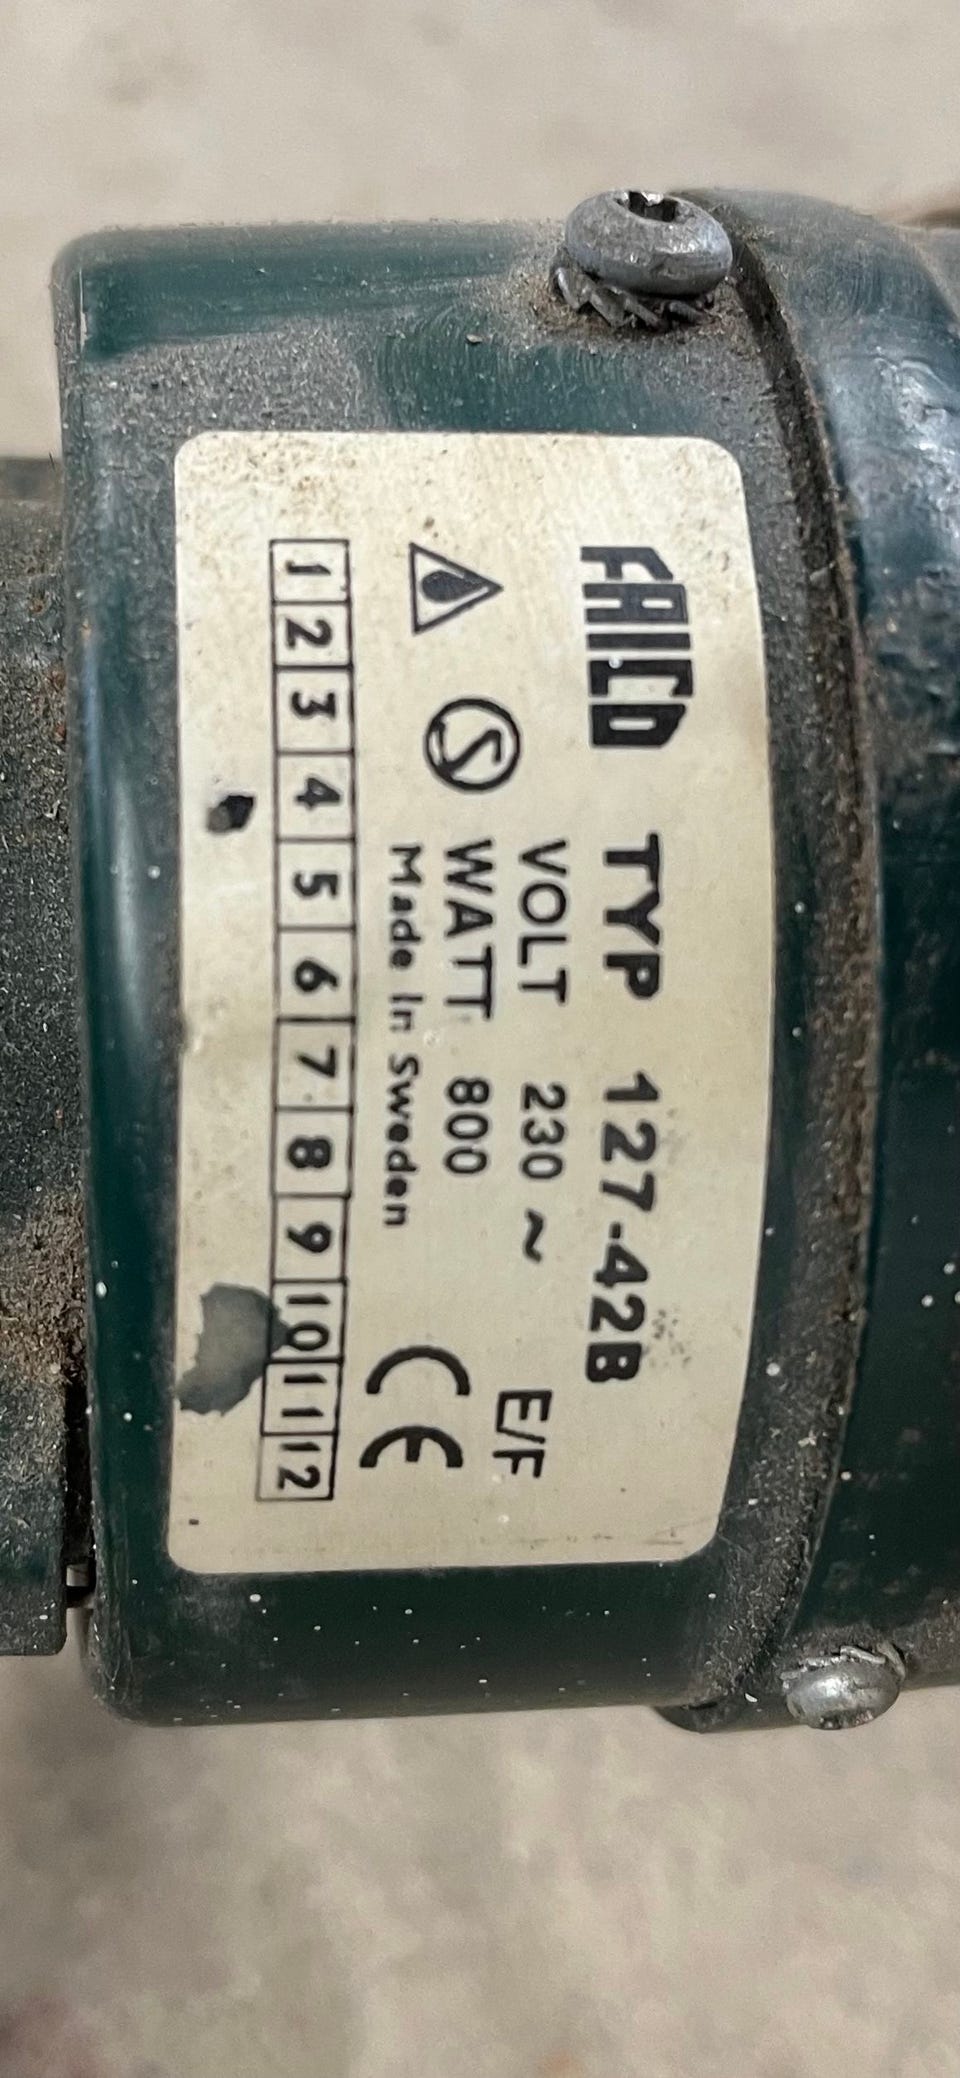 FAICO TYP 127-42B
VOLT 230 ~ E/F
S WATT 800 CE
Made In Sweden
1 2 3 4 5 6 7 8 9 10 11 12